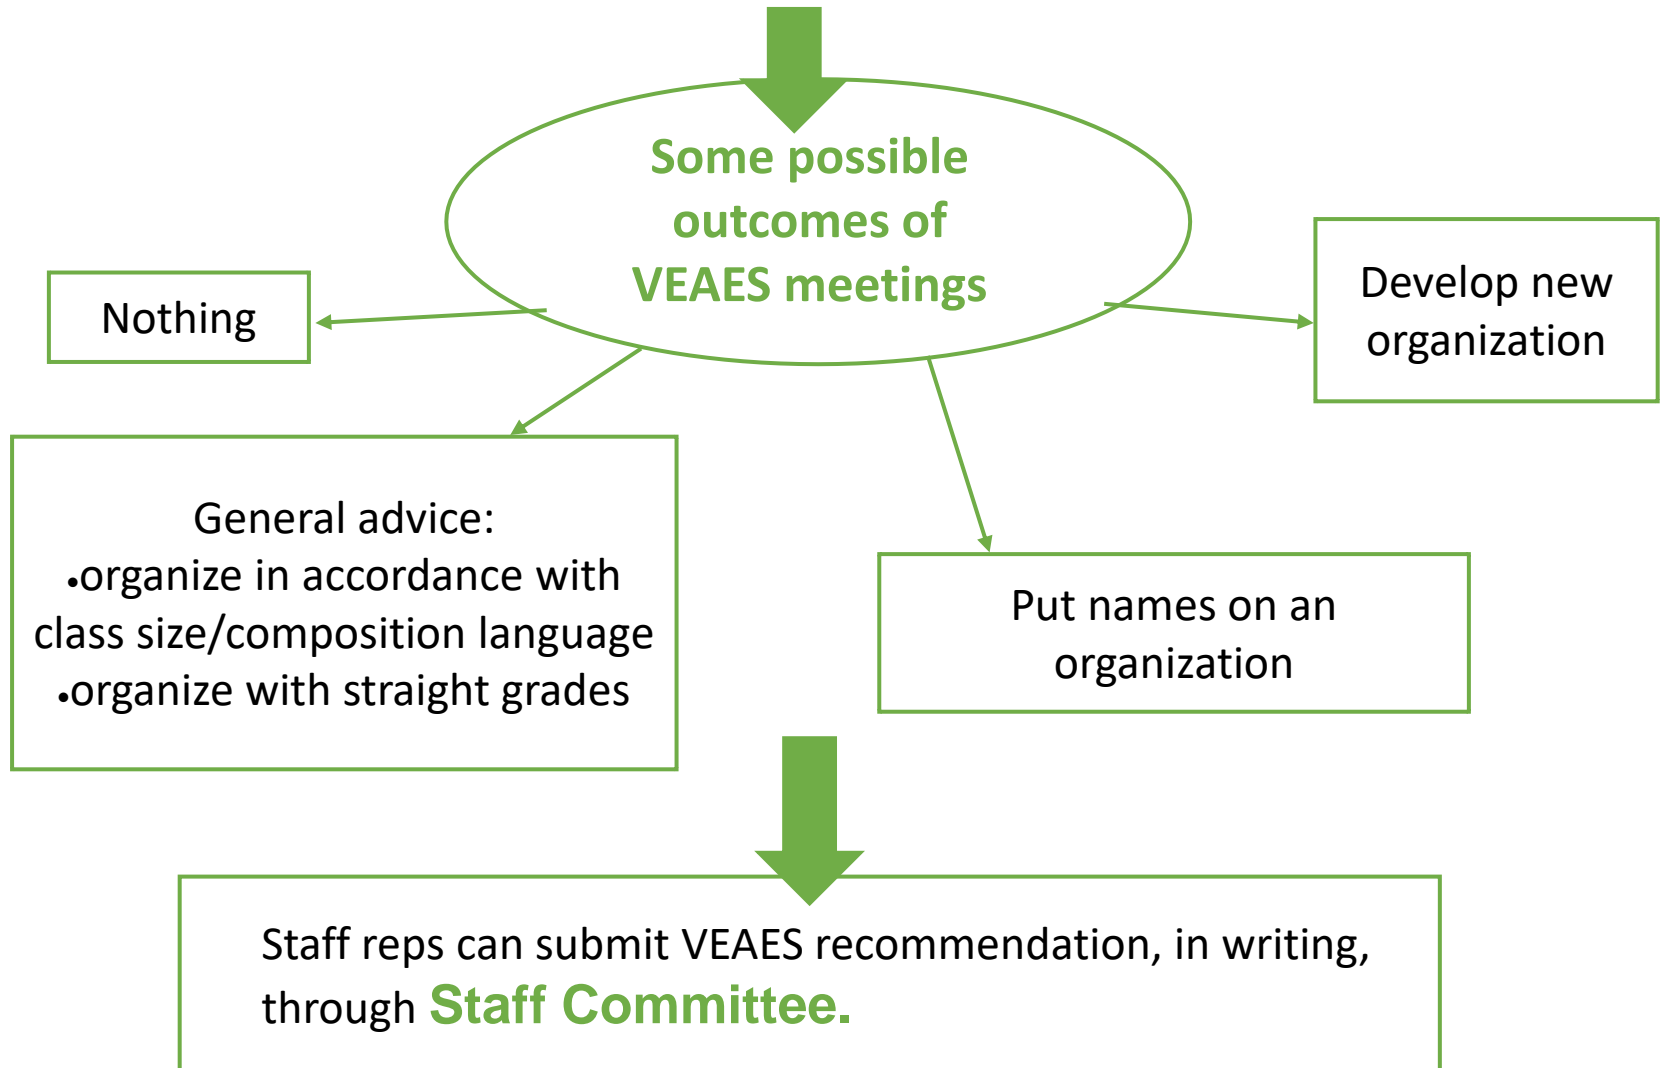 Some possible
outcomes of
VEAES meetings
Nothing
Develop new
organization
General advice:
•organize in accordance with
class size/composition language
•organize with straight grades
Put names on an
organization
Staff reps can submit VEAES recommendation, in writing,
through Staff Committee.